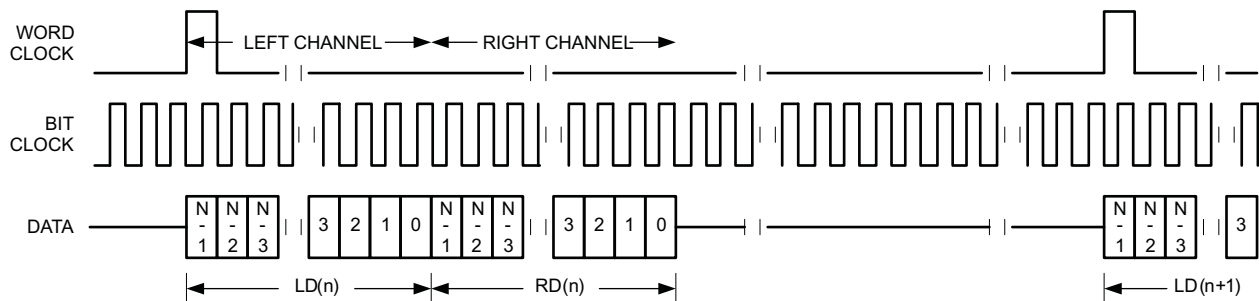 WORD
CLOCK
LEFT CHANNEL
RIGHT CHANNEL
BIT
CLOCK
DATA
N-1
N-2
N-3
3
2
1
0
N-1
N-2
N-3
3
2
1
0
N-1
N-2
N-3
3
LD(n)
RD(n)
LD(n+1)